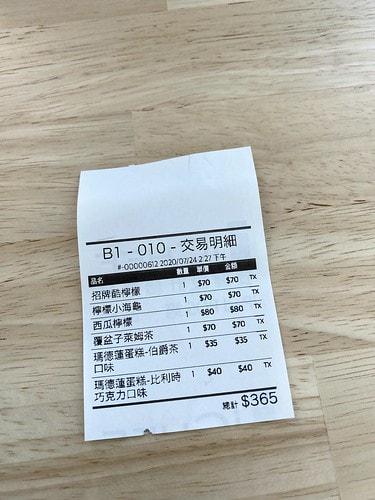 B1 - 010 - 交易明細
#-00000612 2020/07/24 2:27 下午
品名 數量 單價 金額
招牌酷檸檬 1 $70 $70 TX
檸檬小海龜 1 $70 $70 TX
西瓜檸檬 1 $80 $80 TX
覆盆子萊姆茶 1 $70 $70 TX
瑪德蓮蛋糕-伯爵茶 1 $35 $35 TX
口味
瑪德蓮蛋糕-比利時 1 $40 $40 TX
巧克力口味
總計 $365